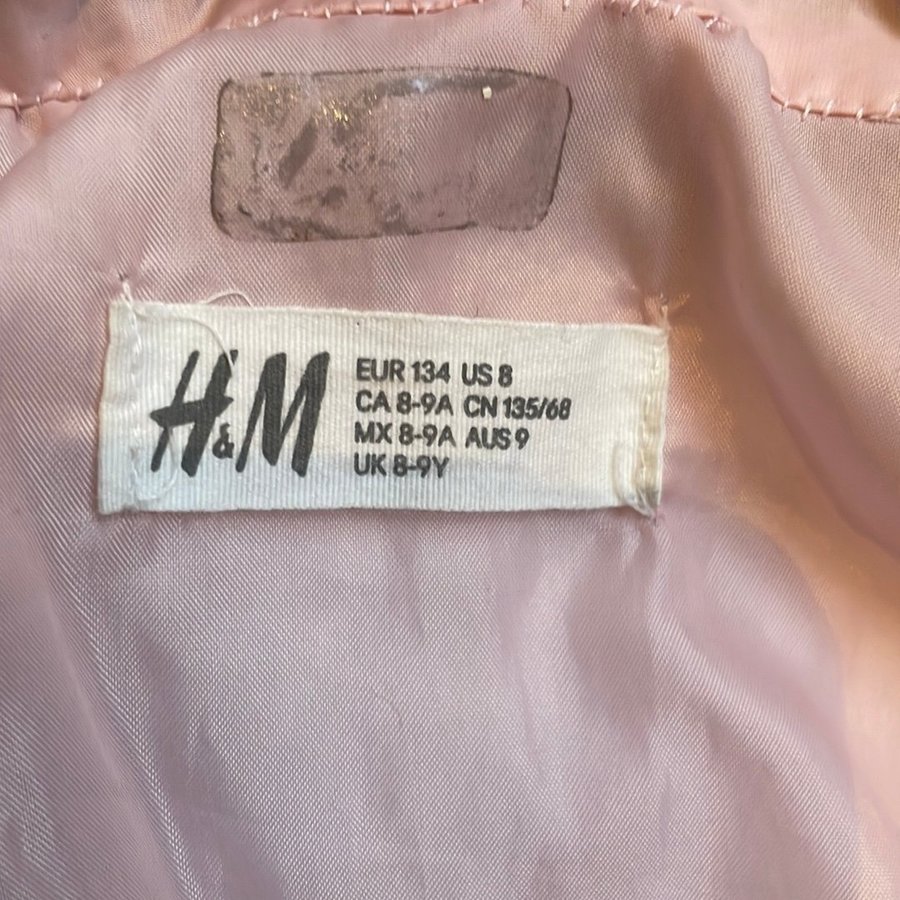 H&M
EUR 134 US 8
CA 8-9A CN 135/68
MX 8-9A AUS 9
UK 8-9Y